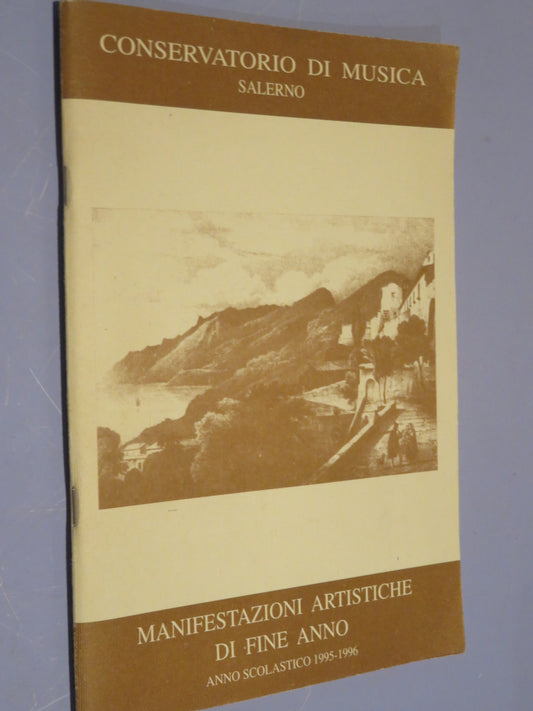 CONSERVATORIO DI MUSICA
SALERNO
MANIFESTAZIONI ARTISTICHE
DI FINE ANNO
ANNO SCOLASTICO 1995-1996